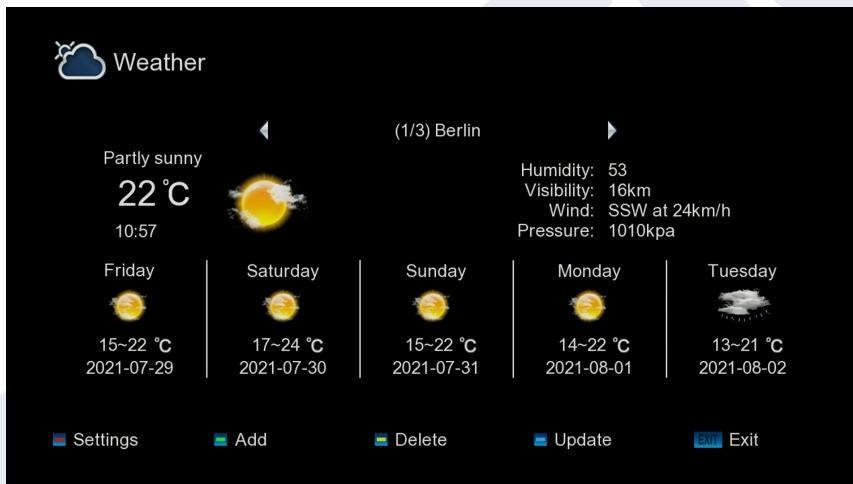 Weather
(1/3) Berlin
Partly sunny
22 °C
10:57
Humidity: 53
Visibility: 16km
Wind: SSW at 24km/h
Pressure: 1010kpa
Friday
15~22 °C
2021-07-29
Saturday
17~24 °C
2021-07-30
Sunday
15~22 °C
2021-07-31
Monday
14~22 °C
2021-08-01
Tuesday
13~21 °C
2021-08-02
Settings
Add
Delete
Update
EXIT Exit